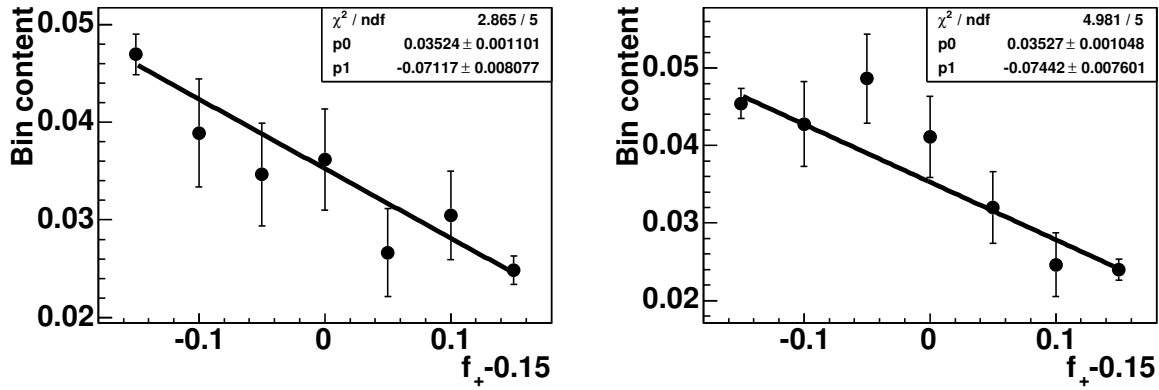 χ² / ndf 2.865 / 5
p0 0.03524 ± 0.001101
p1 -0.07117 ± 0.008077
Bin content
0.05
0.04
0.03
0.02
-0.1 0 0.1
f₊-0.15
χ² / ndf 4.981 / 5
p0 0.03527 ± 0.001048
p1 -0.07442 ± 0.007601
Bin content
0.05
0.04
0.03
0.02
-0.1 0 0.1
f₊-0.15